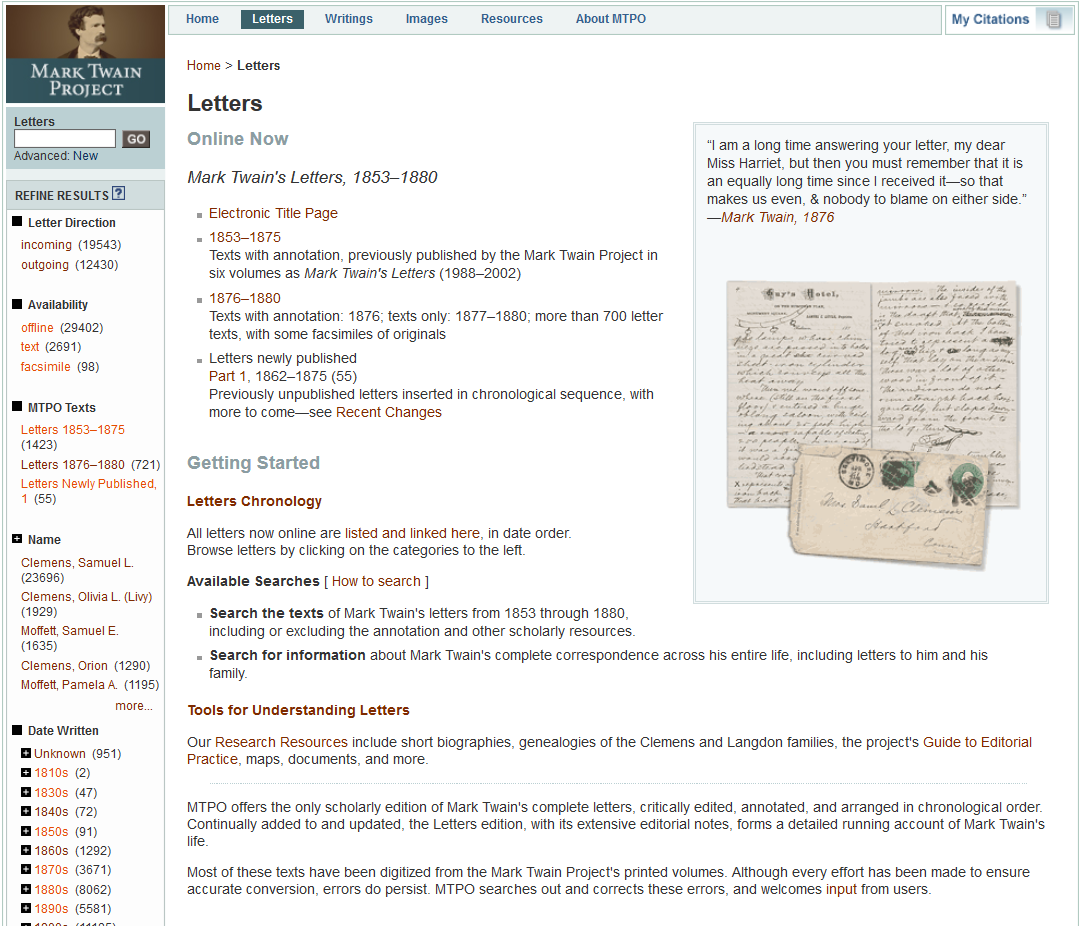 Home Letters Writings Images Resources About MTPO
My Citations
MARK TWAIN
PROJECT
Letters
GO
Advanced: New
REFINE RESULTS ?
Letter Direction
incoming (19543)
outgoing (12430)
Availability
offline (29402)
text (2691)
facsimile (98)
MTPO Texts
Letters 1853–1875
(1423)
Letters 1876–1880 (721)
Letters Newly Published,
1 (55)
Name
Clemens, Samuel L.
(23696)
Clemens, Olivia L. (Livy)
(1929)
Moffett, Samuel E.
(1635)
Clemens, Orion (1290)
Moffett, Pamela A. (1195)
more...
Date Written
Unknown (951)
1810s (2)
1830s (47)
1840s (72)
1850s (91)
1860s (1292)
1870s (3671)
1880s (8062)
1890s (5581)
Home > Letters
Letters
Online Now
Mark Twain's Letters, 1853–1880
Electronic Title Page
1853–1875
Texts with annotation, previously published by the Mark Twain Project in
six volumes as Mark Twain's Letters (1988–2002)
1876–1880
Texts with annotation: 1876; texts only: 1877–1880; more than 700 letter
texts, with some facsimiles of originals
Letters newly published
Part 1, 1862–1875 (55)
Previously unpublished letters inserted in chronological sequence, with
more to come—see Recent Changes
“I am a long time answering your letter, my dear
Miss Harriet, but then you must remember that it is
an equally long time since I received it—so that
makes us even, & nobody to blame on either side.”
—Mark Twain, 1876
Guy's Hotel,
Getting Started
Letters Chronology
All letters now online are listed and linked here, in date order.
Browse letters by clicking on the categories to the left.
Available Searches [ How to search ]
Search the texts of Mark Twain's letters from 1853 through 1880,
including or excluding the annotation and other scholarly resources.
Search for information about Mark Twain's complete correspondence across his entire life, including letters to him and his
family.
Tools for Understanding Letters
Our Research Resources include short biographies, genealogies of the Clemens and Langdon families, the project's Guide to Editorial
Practice, maps, documents, and more.
MTPO offers the only scholarly edition of Mark Twain's complete letters, critically edited, annotated, and arranged in chronological order.
Continually added to and updated, the Letters edition, with its extensive editorial notes, forms a detailed running account of Mark Twain's
life.
Most of these texts have been digitized from the Mark Twain Project's printed volumes. Although every effort has been made to ensure
accurate conversion, errors do persist. MTPO searches out and corrects these errors, and welcomes input from users.